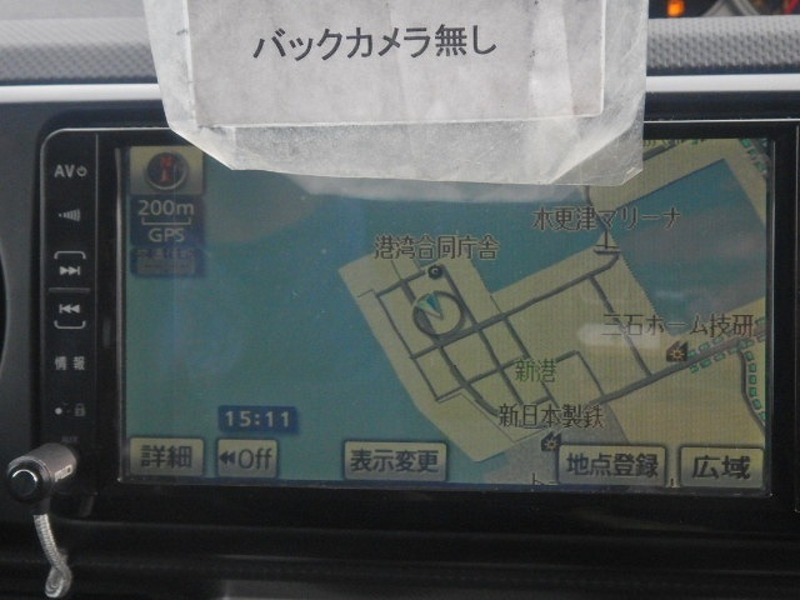 バックカメラ無し
AV
N
200m
GPS
木更津マリーナ
港湾合同庁舎
三石ホーム技研
情報
新港
新日本製鉄
15:11
詳細
Off
表示変更
地点登録
広域